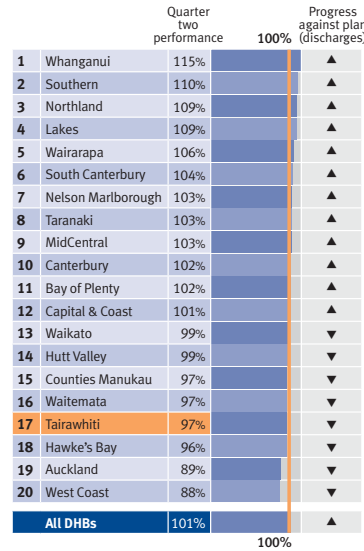 Quarter two performance 100% Progress against plan (discharges)
1 Whanganui 115% ▲
2 Southern 110% ▲
3 Northland 109% ▲
4 Lakes 109% ▲
5 Wairarapa 106% ▲
6 South Canterbury 104% ▲
7 Nelson Marlborough 103% ▲
8 Taranaki 103% ▲
9 MidCentral 103% ▲
10 Canterbury 102% ▲
11 Bay of Plenty 102% ▲
12 Capital & Coast 101% ▲
13 Waikato 99% ▼
14 Hutt Valley 99% ▼
15 Counties Manukau 97% ▼
16 Waitemata 97% ▼
17 Tairawhiti 97% ▼
18 Hawke's Bay 96% ▼
19 Auckland 89% ▼
20 West Coast 88% ▼
All DHBs 101% ▲
100%